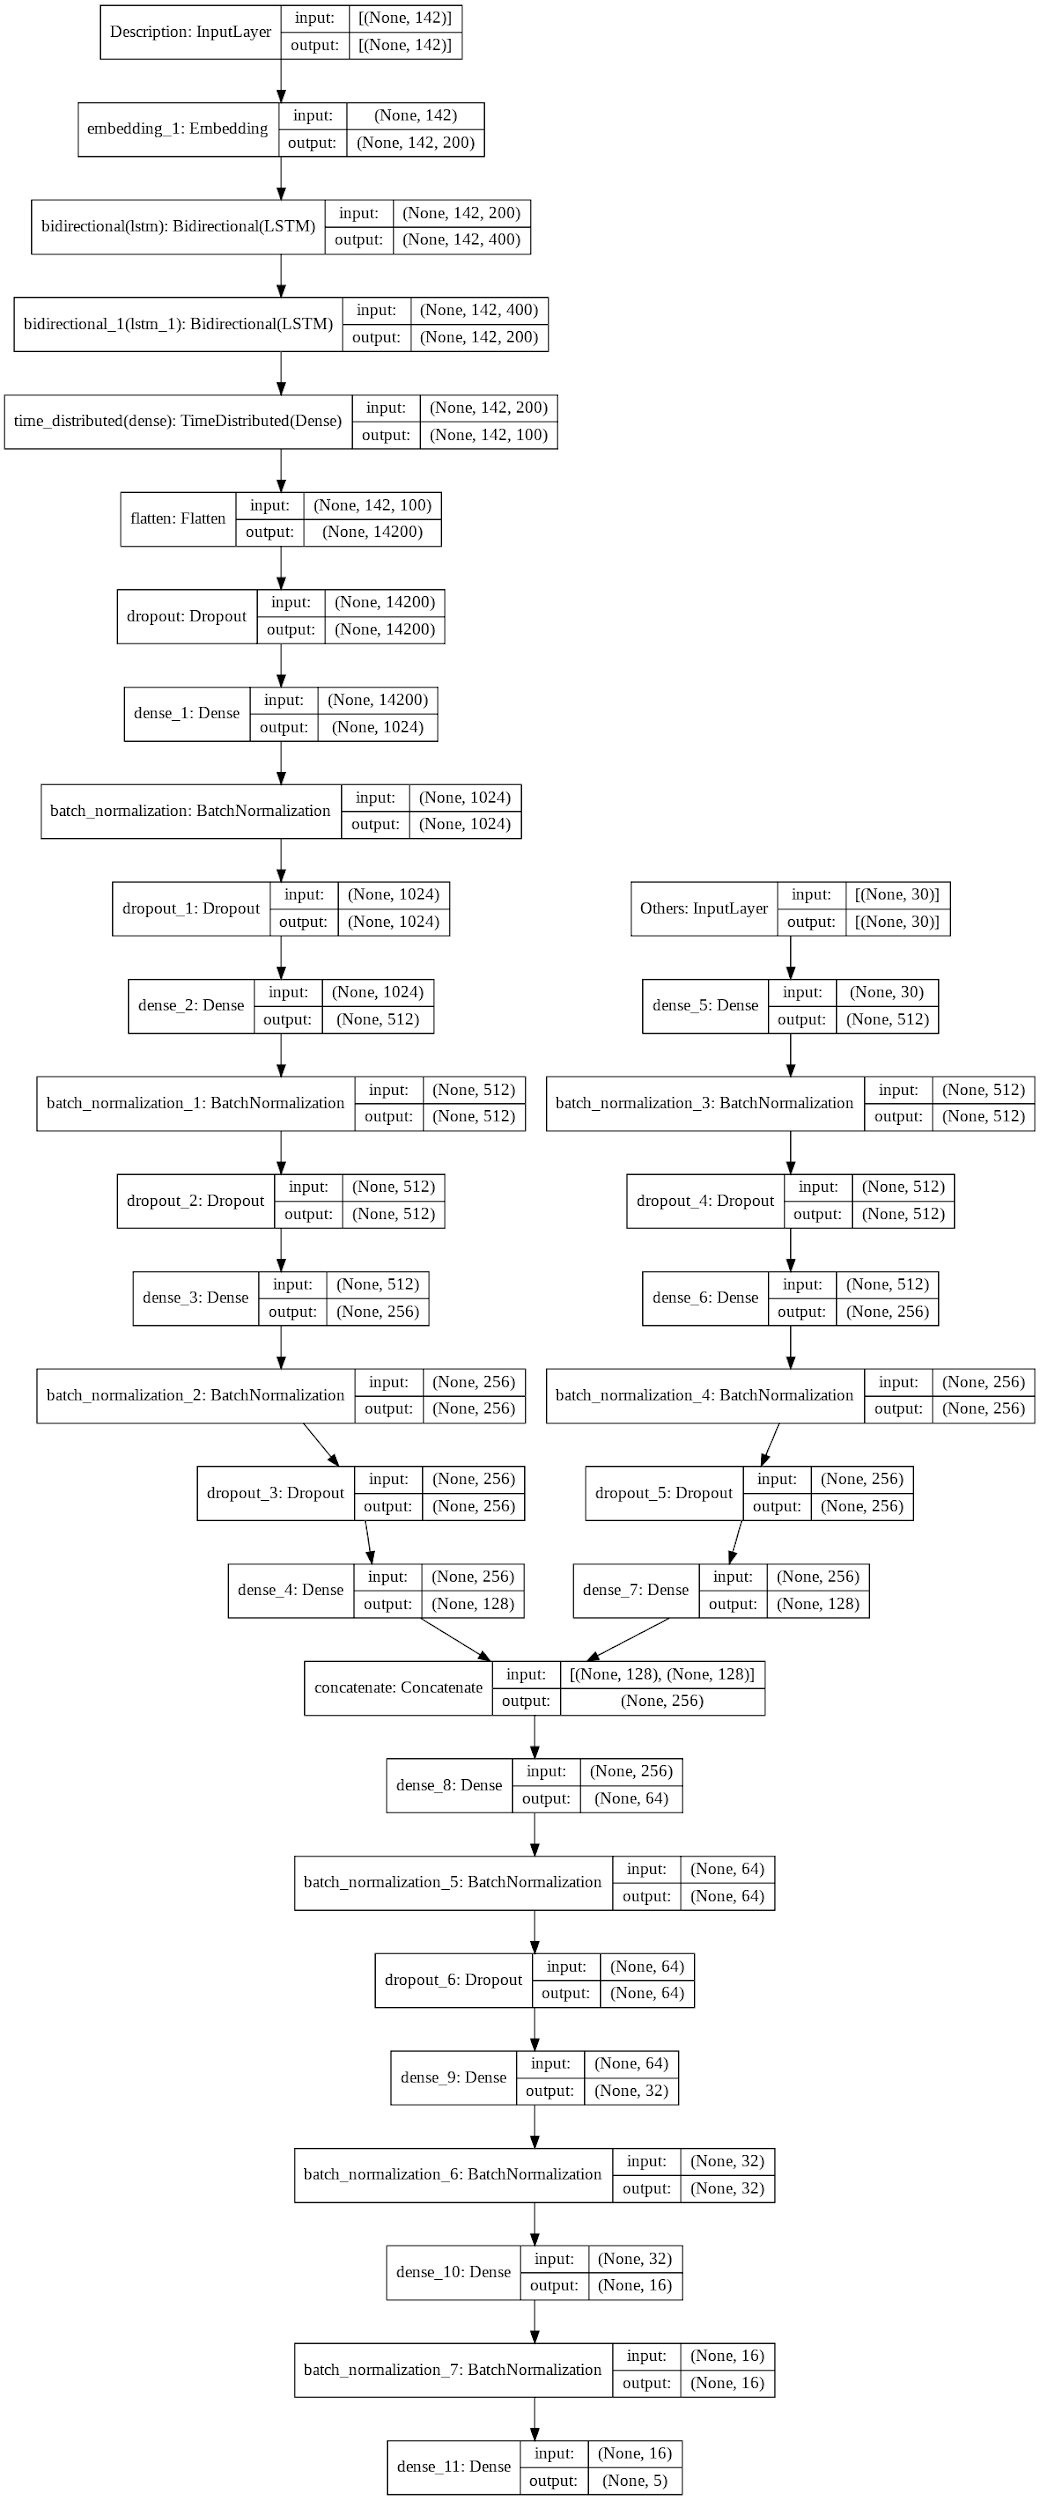 Description: InputLayer
input: [(None, 142)]
output: [(None, 142)]
embedding_1: Embedding
input: (None, 142)
output: (None, 142, 200)
bidirectional(lstm): Bidirectional(LSTM)
input: (None, 142, 200)
output: (None, 142, 400)
bidirectional_1(lstm_1): Bidirectional(LSTM)
input: (None, 142, 400)
output: (None, 142, 200)
time_distributed(dense): TimeDistributed(Dense)
input: (None, 142, 200)
output: (None, 142, 100)
flatten: Flatten
input: (None, 142, 100)
output: (None, 14200)
dropout: Dropout
input: (None, 14200)
output: (None, 14200)
dense_1: Dense
input: (None, 14200)
output: (None, 1024)
batch_normalization: BatchNormalization
input: (None, 1024)
output: (None, 1024)
dropout_1: Dropout
input: (None, 1024)
output: (None, 1024)
Others: InputLayer
input: [(None, 30)]
output: [(None, 30)]
dense_2: Dense
input: (None, 1024)
output: (None, 512)
dense_5: Dense
input: (None, 30)
output: (None, 512)
batch_normalization_1: BatchNormalization
input: (None, 512)
output: (None, 512)
batch_normalization_3: BatchNormalization
input: (None, 512)
output: (None, 512)
dropout_2: Dropout
input: (None, 512)
output: (None, 512)
dropout_4: Dropout
input: (None, 512)
output: (None, 512)
dense_3: Dense
input: (None, 512)
output: (None, 256)
dense_6: Dense
input: (None, 512)
output: (None, 256)
batch_normalization_2: BatchNormalization
input: (None, 256)
output: (None, 256)
batch_normalization_4: BatchNormalization
input: (None, 256)
output: (None, 256)
dropout_3: Dropout
input: (None, 256)
output: (None, 256)
dropout_5: Dropout
input: (None, 256)
output: (None, 256)
dense_4: Dense
input: (None, 256)
output: (None, 128)
dense_7: Dense
input: (None, 256)
output: (None, 128)
concatenate: Concatenate
input: [(None, 128), (None, 128)]
output: (None, 256)
dense_8: Dense
input: (None, 256)
output: (None, 64)
batch_normalization_5: BatchNormalization
input: (None, 64)
output: (None, 64)
dropout_6: Dropout
input: (None, 64)
output: (None, 64)
dense_9: Dense
input: (None, 64)
output: (None, 32)
batch_normalization_6: BatchNormalization
input: (None, 32)
output: (None, 32)
dense_10: Dense
input: (None, 32)
output: (None, 16)
batch_normalization_7: BatchNormalization
input: (None, 16)
output: (None, 16)
dense_11: Dense
input: (None, 16)
output: (None, 5)